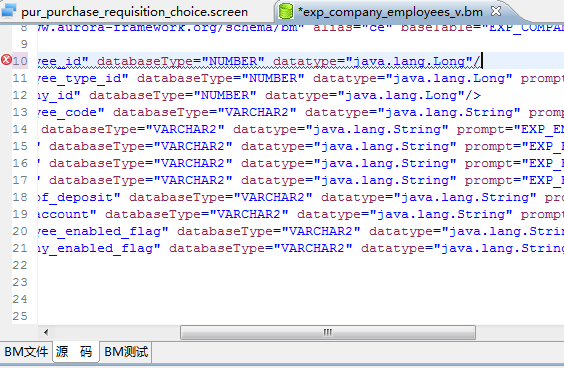 pur_purchase_requisition_choice.screen
*exp_company_employees_v.bm
8 ww.aurora-framework.org/schema/bm" alias="ce" baseTable="EXP_COMPA
9
10 yee_id" databaseType="NUMBER" datatype="java.lang.Long"/
11 yee_type_id" databaseType="NUMBER" datatype="java.lang.Long" prompt
12 ny_id" databaseType="NUMBER" datatype="java.lang.Long"/>
13 yee_code" databaseType="VARCHAR2" datatype="java.lang.String" prompt
14 " databaseType="VARCHAR2" datatype="java.lang.String" prompt="EXP_EM
15 " databaseType="VARCHAR2" datatype="java.lang.String" prompt="EXP_E
16 " databaseType="VARCHAR2" datatype="java.lang.String" prompt="EXP_E
17 " databaseType="VARCHAR2" datatype="java.lang.String" prompt="EXP_E
18 of_deposit" databaseType="VARCHAR2" datatype="java.lang.String" prom
19 account" databaseType="VARCHAR2" datatype="java.lang.String" prompt
20 yee_enabled_flag" databaseType="VARCHAR2" datatype="java.lang.String
21 ny_enabled_flag" databaseType="VARCHAR2" datatype="java.lang.String
22
23
24
25
BM文件 源 码 BM测试